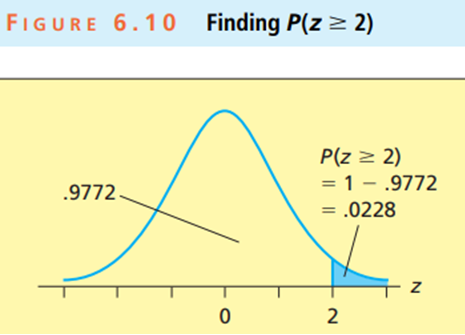 FIGURE 6.10 Finding P(z ≥ 2)
P(z ≥ 2)
= 1 − .9772
= .0228
.9772
z
0 2